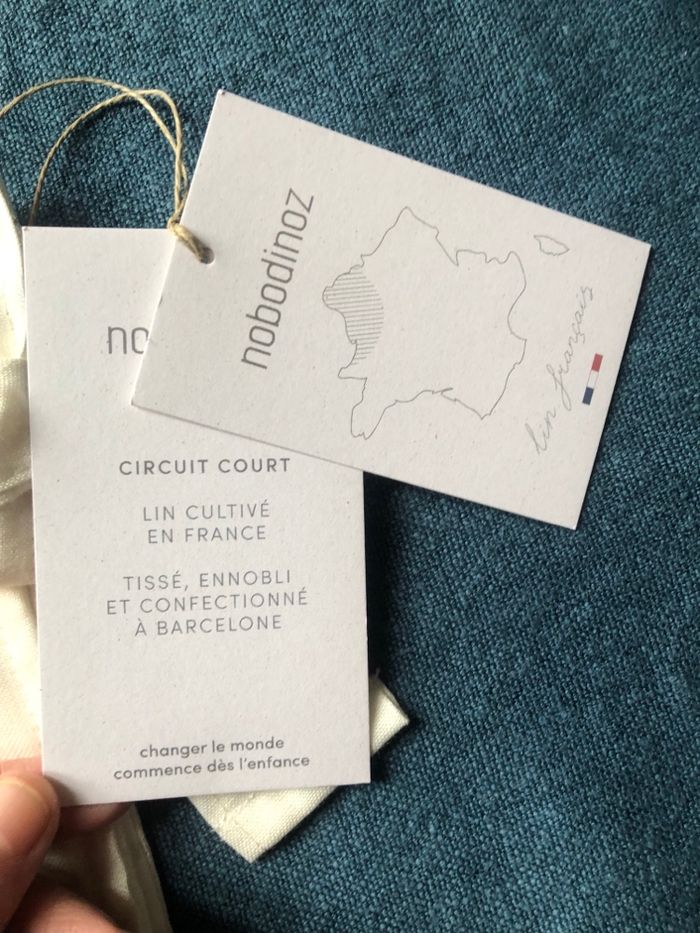 nobodinoz
lin français
no
CIRCUIT COURT
LIN CULTIVÉ
EN FRANCE
TISSÉ, ENNOBLI
ET CONFECTIONNÉ
À BARCELONE
changer le monde
commence dès l'enfance